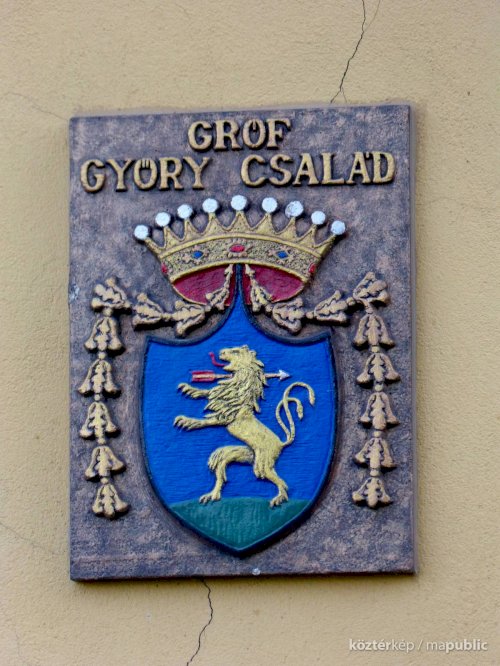 GRÓF
GYŐRY CSALÁD
köztérkép / mapublic